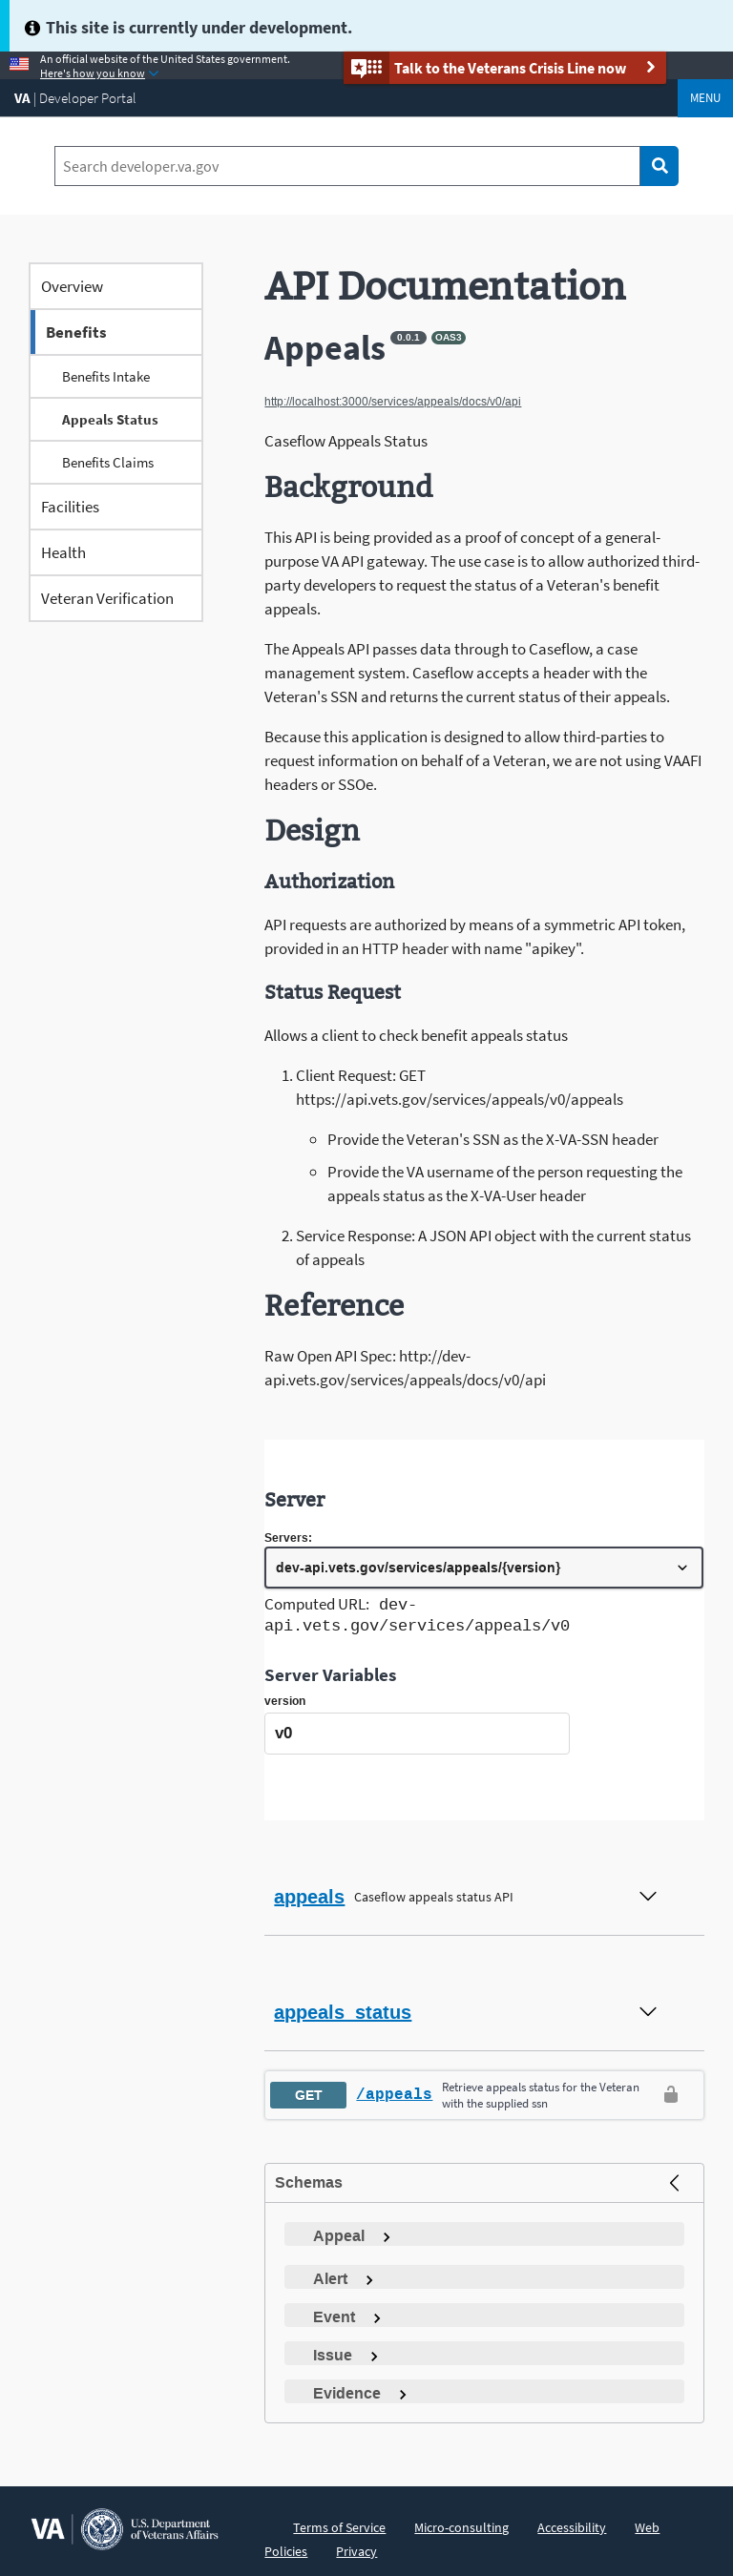 This site is currently under development.
An official website of the United States government.
Here's how you know
Talk to the Veterans Crisis Line now
VA | Developer Portal
MENU
Search developer.va.gov
Overview
Benefits
Benefits Intake
Appeals Status
Benefits Claims
Facilities
Health
Veteran Verification
API Documentation
Appeals 0.0.1 OAS3
http://localhost:3000/services/appeals/docs/v0/api
Caseflow Appeals Status
Background
This API is being provided as a proof of concept of a general-
purpose VA API gateway. The use case is to allow authorized third-
party developers to request the status of a Veteran's benefit
appeals.
The Appeals API passes data through to Caseflow, a case
management system. Caseflow accepts a header with the
Veteran's SSN and returns the current status of their appeals.
Because this application is designed to allow third-parties to
request information on behalf of a Veteran, we are not using VAAFI
headers or SSOe.
Design
Authorization
API requests are authorized by means of a symmetric API token,
provided in an HTTP header with name "apikey".
Status Request
Allows a client to check benefit appeals status
1. Client Request: GET
https://api.vets.gov/services/appeals/v0/appeals
Provide the Veteran's SSN as the X-VA-SSN header
Provide the VA username of the person requesting the
appeals status as the X-VA-User header
2. Service Response: A JSON API object with the current status
of appeals
Reference
Raw Open API Spec: http://dev-
api.vets.gov/services/appeals/docs/v0/api
Server
Servers:
dev-api.vets.gov/services/appeals/{version}
Computed URL: dev-
api.vets.gov/services/appeals/v0
Server Variables
version
v0
appeals Caseflow appeals status API
appeals_status
GET /appeals Retrieve appeals status for the Veteran
with the supplied ssn
Schemas
Appeal
Alert
Event
Issue
Evidence
VA | U.S. Department
of Veterans Affairs
Terms of Service Micro-consulting Accessibility Web
Policies Privacy